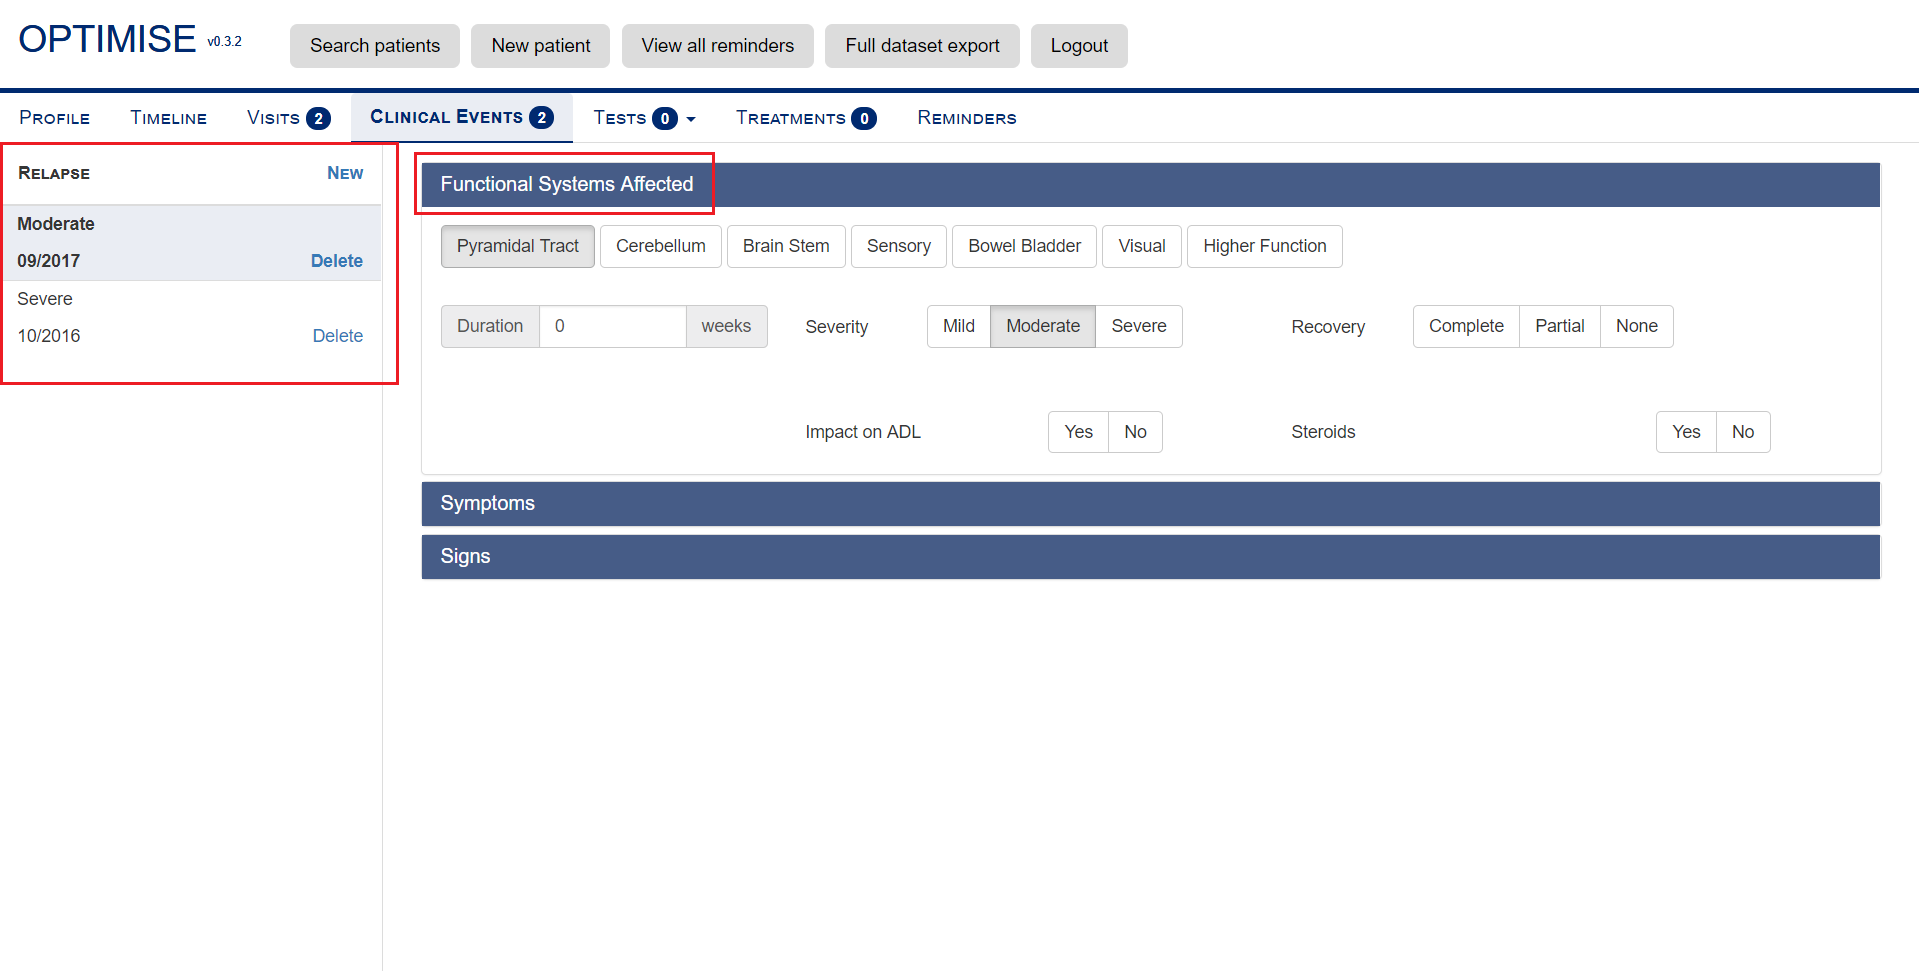 OPTIMISE v0.3.2 Search patients New patient View all reminders Full dataset export Logout
PROFILE TIMELINE VISITS 2 CLINICAL EVENTS 2 TESTS 0 TREATMENTS 0 REMINDERS
RELAPSE NEW
Moderate
09/2017 Delete
Severe
10/2016 Delete
Functional Systems Affected
Pyramidal Tract Cerebellum Brain Stem Sensory Bowel Bladder Visual Higher Function
Duration 0 weeks Severity Mild Moderate Severe Recovery Complete Partial None
Impact on ADL Yes No Steroids Yes No
Symptoms
Signs